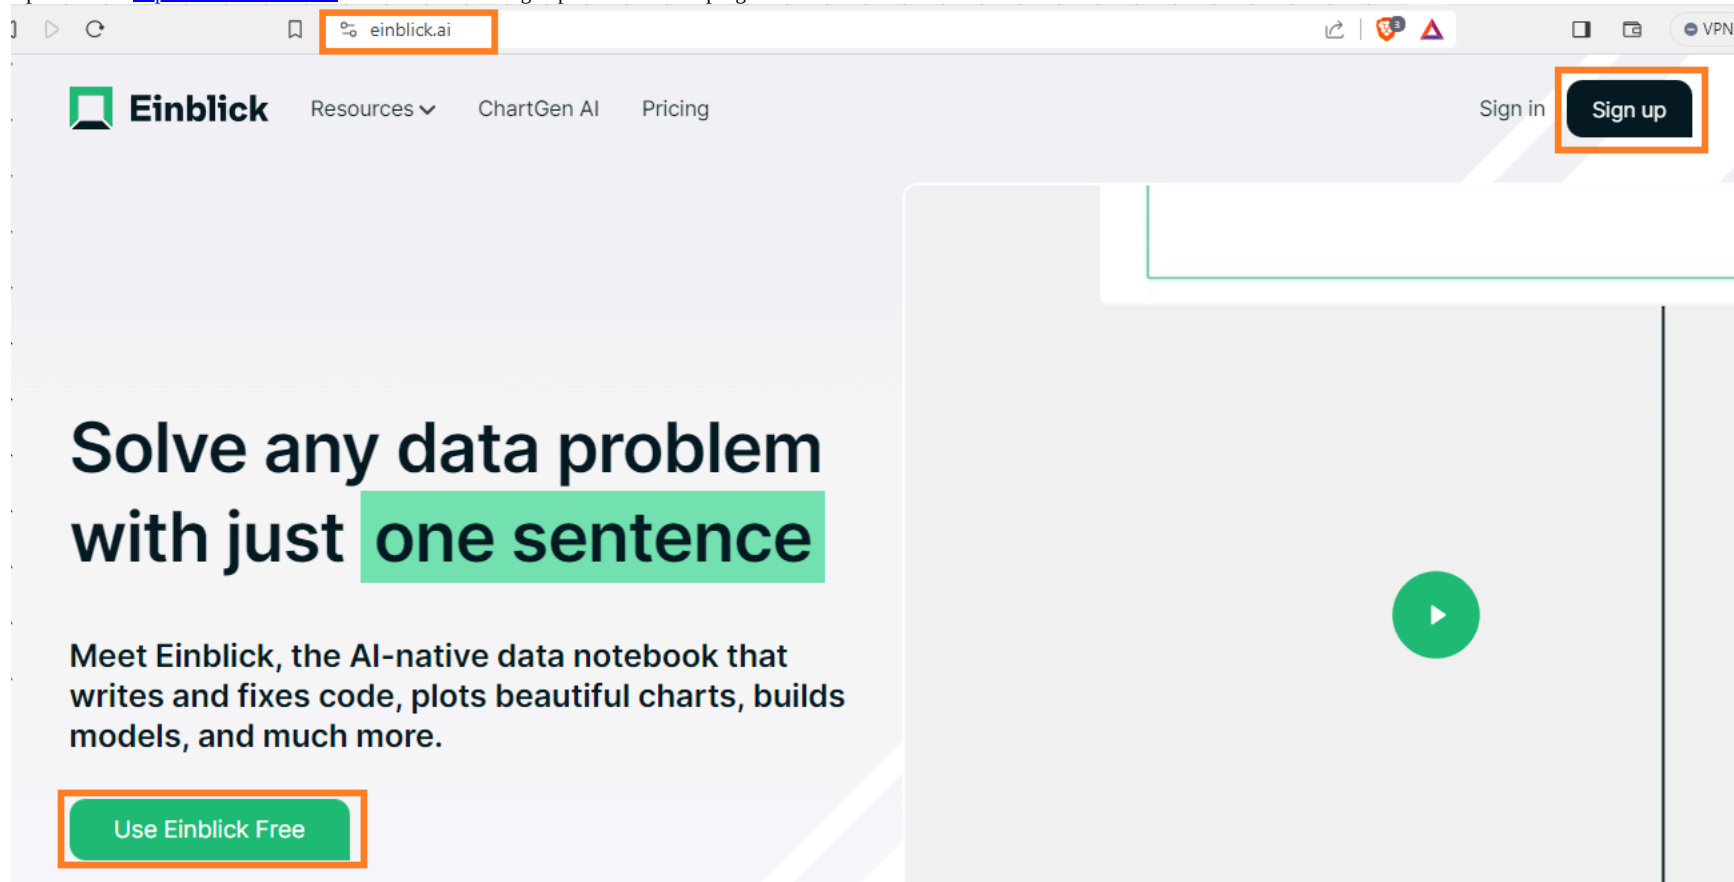 einblick.ai
3
VPN
Einblick
Resources
ChartGen AI
Pricing
Sign in
Sign up
Solve any data problem
with just one sentence
Meet Einblick, the AI-native data notebook that
writes and fixes code, plots beautiful charts, builds
models, and much more.
Use Einblick Free